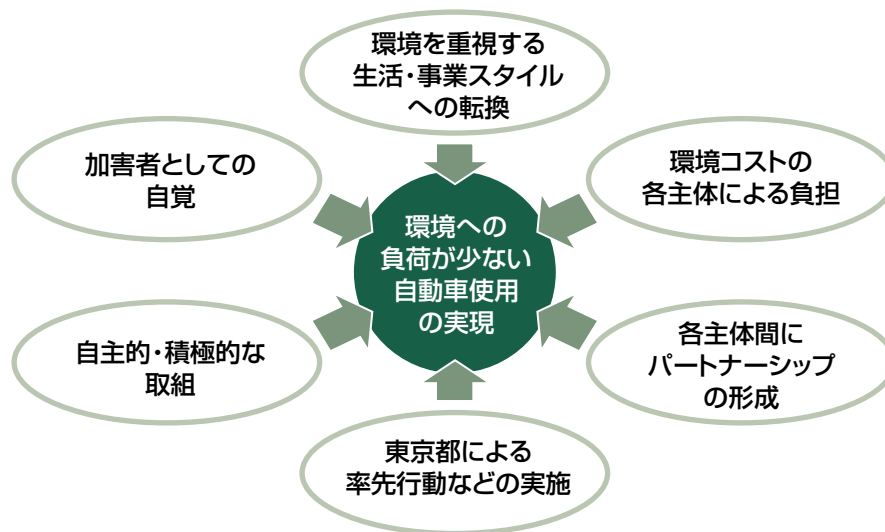 環境を重視する
生活・事業スタイル
への転換
加害者としての
自覚
環境コストの
各主体による負担
環境への
負荷が少ない
自動車使用
の実現
自主的・積極的な
取組
各主体間に
パートナーシップ
の形成
東京都による
率先行動などの実施